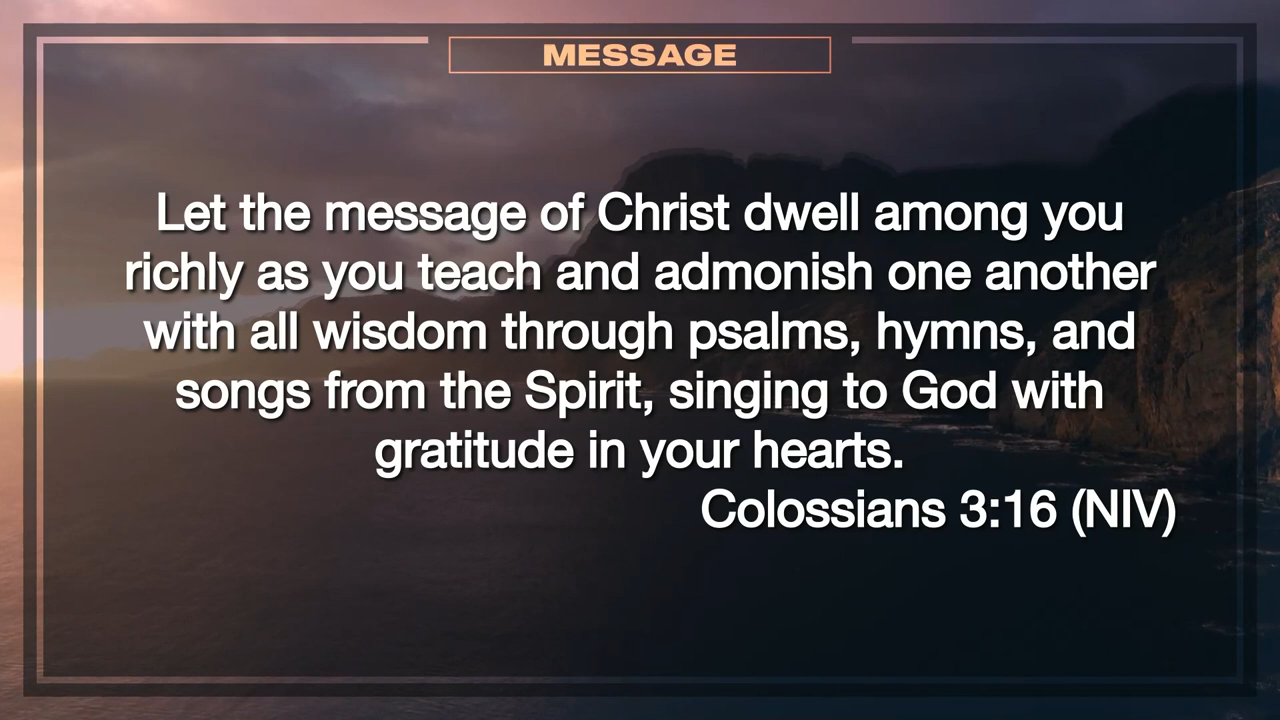 MESSAGE
Let the message of Christ dwell among you
richly as you teach and admonish one another
with all wisdom through psalms, hymns, and
songs from the Spirit, singing to God with
gratitude in your hearts.
Colossians 3:16 (NIV)